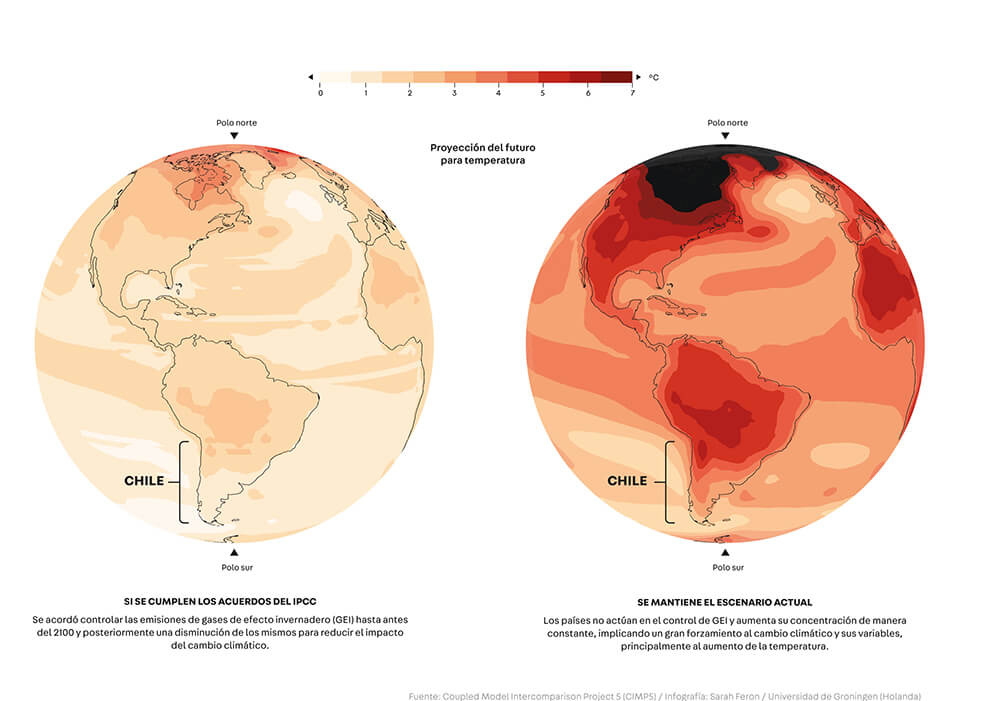 °C
0 1 2 3 4 5 6 7
Polo norte
Polo norte
Proyección del futuro
para temperatura
CHILE
CHILE
Polo sur
Polo sur
SI SE CUMPLEN LOS ACUERDOS DEL IPCC
Se acordó controlar las emisiones de gases de efecto invernadero (GEI) hasta antes
del 2100 y posteriormente una disminución de los mismos para reducir el impacto
del cambio climático.
SE MANTIENE EL ESCENARIO ACTUAL
Los países no actúan en el control de GEI y aumenta su concentración de manera
constante, implicando un gran forzamiento al cambio climático y sus variables,
principalmente al aumento de la temperatura.
Fuente: Coupled Model Intercomparison Project 5 (CIMP5) / Infografía: Sarah Feron / Universidad de Groningen (Holanda)